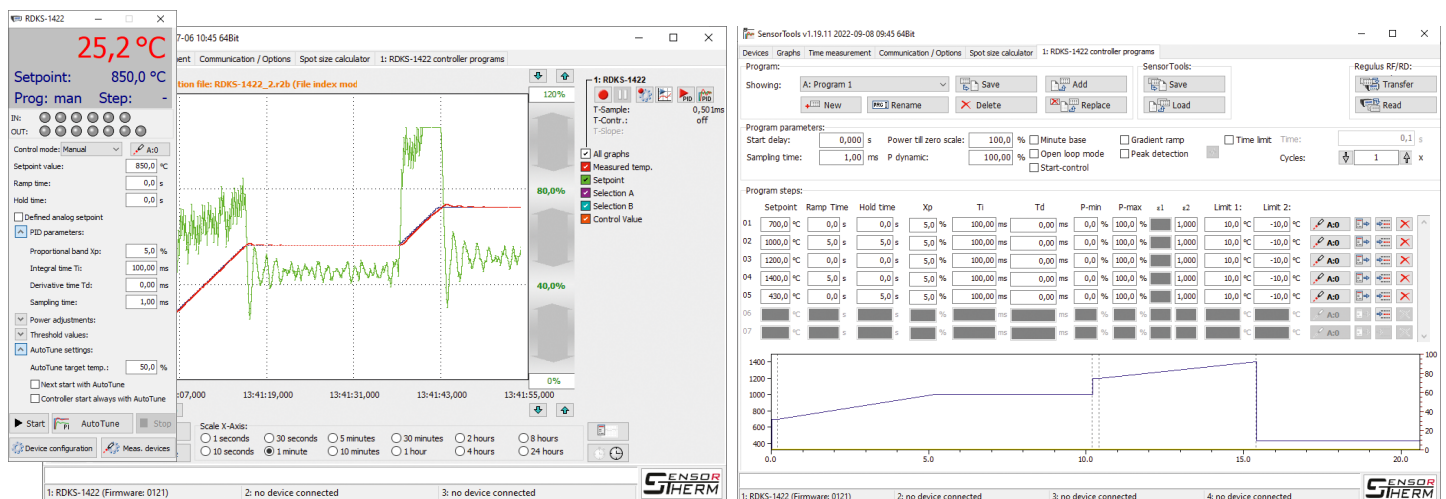 RDKS-1422
25,2 °C
Setpoint: 850,0 °C
Prog: man Step: -
IN:
OUT:
Control mode: Manual A:0
Setpoint value: 850,0 °C
Ramp time: 0,0 s
Hold time: 0,0 s
Defined analog setpoint
PID parameters:
Proportional band Xp: 5,0 %
Integral time Ti: 100,00 ms
Derivative time Td: 0,00 ms
Sampling time: 1,00 ms
Power adjustments:
Threshold values:
AutoTune settings:
AutoTune target temp.: 50,0 %
Next start with AutoTune
Controller start always with AutoTune
Start PI AutoTune Stop
Device configuration Meas. devices
7-06 10:45 64Bit
ent Communication / Options Spot size calculator 1: RDKS-1422 controller programs
tion file: RDKS-1422_2.r2b (File index mod
120%
80,0%
40,0%
0%
:07,000 13:41:19,000 13:41:31,000 13:41:43,000 13:41:55,000
1: RDKS-1422
PID PID
T-Sample: 0,501ms
T-Contr.: off
T-Slope:
All graphs
Measured temp.
Setpoint
Selection A
Selection B
Control Value
Scale X-Axis:
1 seconds 30 seconds 5 minutes 30 minutes 2 hours 8 hours
10 seconds 1 minute 10 minutes 1 hour 4 hours 24 hours
1: RDKS-1422 (Firmware: 0121) 2: no device connected 3: no device connected
SENSOR
THERM
SensorTools v1.19.11 2022-09-08 09:45 64Bit
Devices Graphs Time measurement Communication / Options Spot size calculator 1: RDKS-1422 controller programs
Program: SensorTools: Regulus RF/RD:
Showing: A: Program 1 Save Add Save Transfer
New Rename Delete Replace Load Read
Program parameters:
Start delay: 0,000 s Power till zero scale: 100,0 % Minute base Gradient ramp Time limit Time: 0,1 s
Sampling time: 1,00 ms P dynamic: 100,00 % Open loop mode Peak detection Cycles: 1 x
Start-control
Program steps:
Setpoint Ramp Time Hold time Xp Ti Td P-min P-max ε1 ε2 Limit 1: Limit 2:
01 700,0 °C 0,0 s 0,0 s 5,0 % 100,00 ms 0,00 ms 0,0 % 100,0 % 1,000 10,0 °C -10,0 °C A:0
02 1000,0 °C 5,0 s 5,0 s 5,0 % 100,00 ms 0,00 ms 0,0 % 100,0 % 1,000 10,0 °C -10,0 °C A:0
03 1200,0 °C 0,0 s 0,0 s 5,0 % 100,00 ms 0,00 ms 0,0 % 100,0 % 1,000 10,0 °C -10,0 °C A:0
04 1400,0 °C 5,0 s 0,0 s 5,0 % 100,00 ms 0,00 ms 0,0 % 100,0 % 1,000 10,0 °C -10,0 °C A:0
05 430,0 °C 0,0 s 5,0 s 5,0 % 100,00 ms 0,00 ms 0,0 % 100,0 % 1,000 10,0 °C -10,0 °C A:0
06 °C s s % ms ms % % °C °C A:0
07 °C s s % ms ms % % °C °C A:0
1400 100
1200 80
1000 60
800 40
600 20
400 0
0.0 5.0 10.0 15.0 20.0
1: RDKS-1422 (Firmware: 0121) 2: no device connected 3: no device connected 4: no device connected
SENSOR
THERM